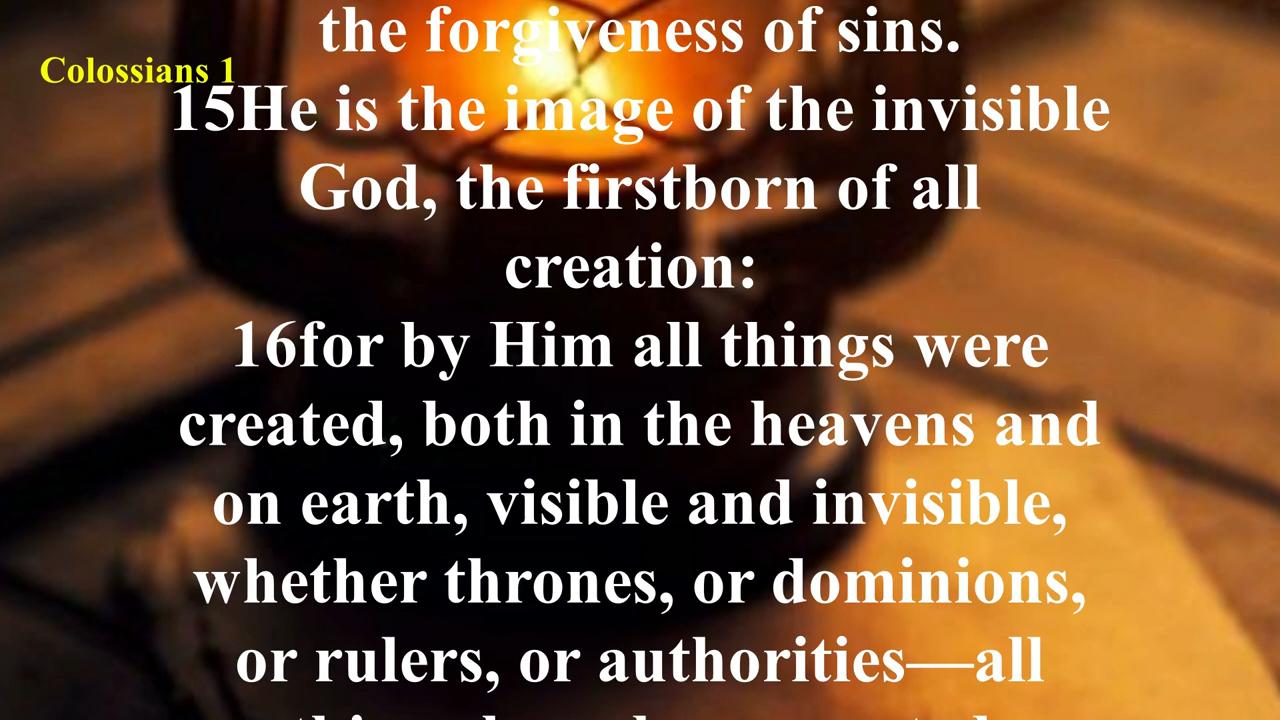 the forgiveness of sins.
Colossians 1
15He is the image of the invisible
God, the firstborn of all
creation:
16for by Him all things were
created, both in the heavens and
on earth, visible and invisible,
whether thrones, or dominions,
or rulers, or authorities—all